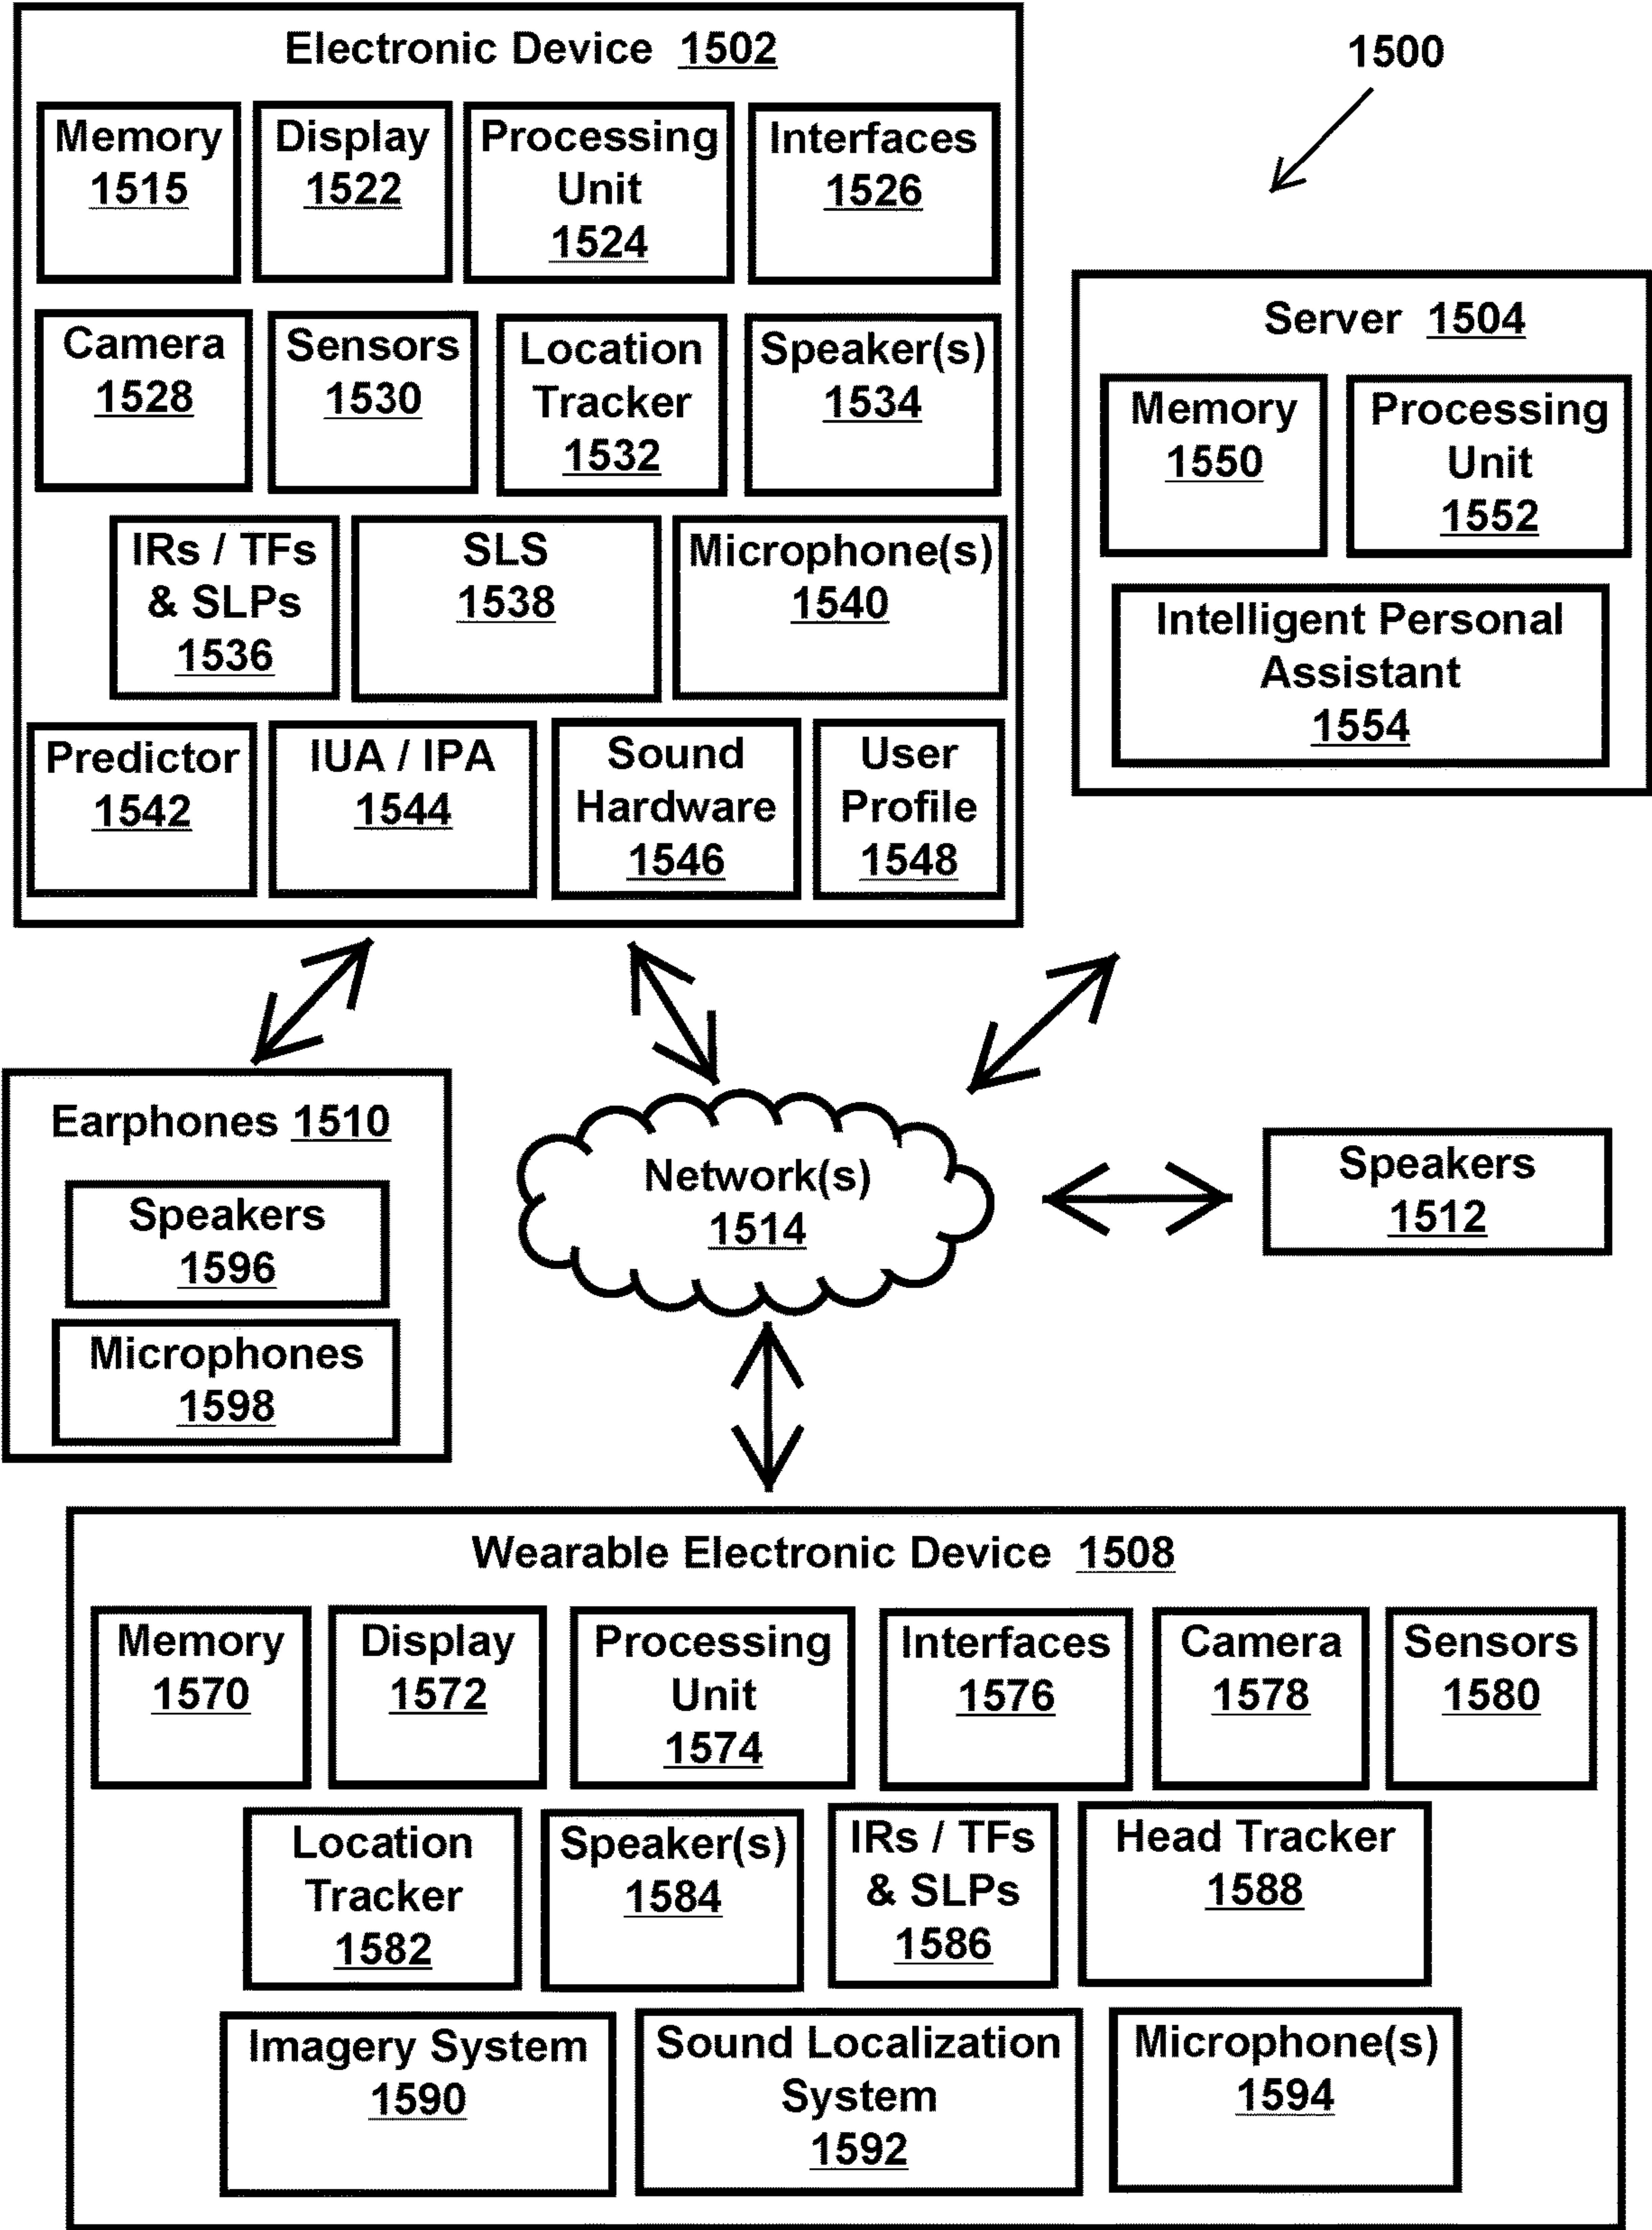 Electronic Device 1502
1500
Memory
1515
Display
1522
Processing
Unit
1524
Interfaces
1526
Camera
1528
Sensors
1530
Location
Tracker
1532
Speaker(s)
1534
IRs / TFs
& SLPs
1536
SLS
1538
Microphone(s)
1540
Predictor
1542
IUA / IPA
1544
Sound
Hardware
1546
User
Profile
1548
Server 1504
Memory
1550
Processing
Unit
1552
Intelligent Personal
Assistant
1554
Earphones 1510
Speakers
1596
Microphones
1598
Network(s)
1514
Speakers
1512
Wearable Electronic Device 1508
Memory
1570
Display
1572
Processing
Unit
1574
Interfaces
1576
Camera
1578
Sensors
1580
Location
Tracker
1582
Speaker(s)
1584
IRs / TFs
& SLPs
1586
Head Tracker
1588
Imagery System
1590
Sound Localization
System
1592
Microphone(s)
1594